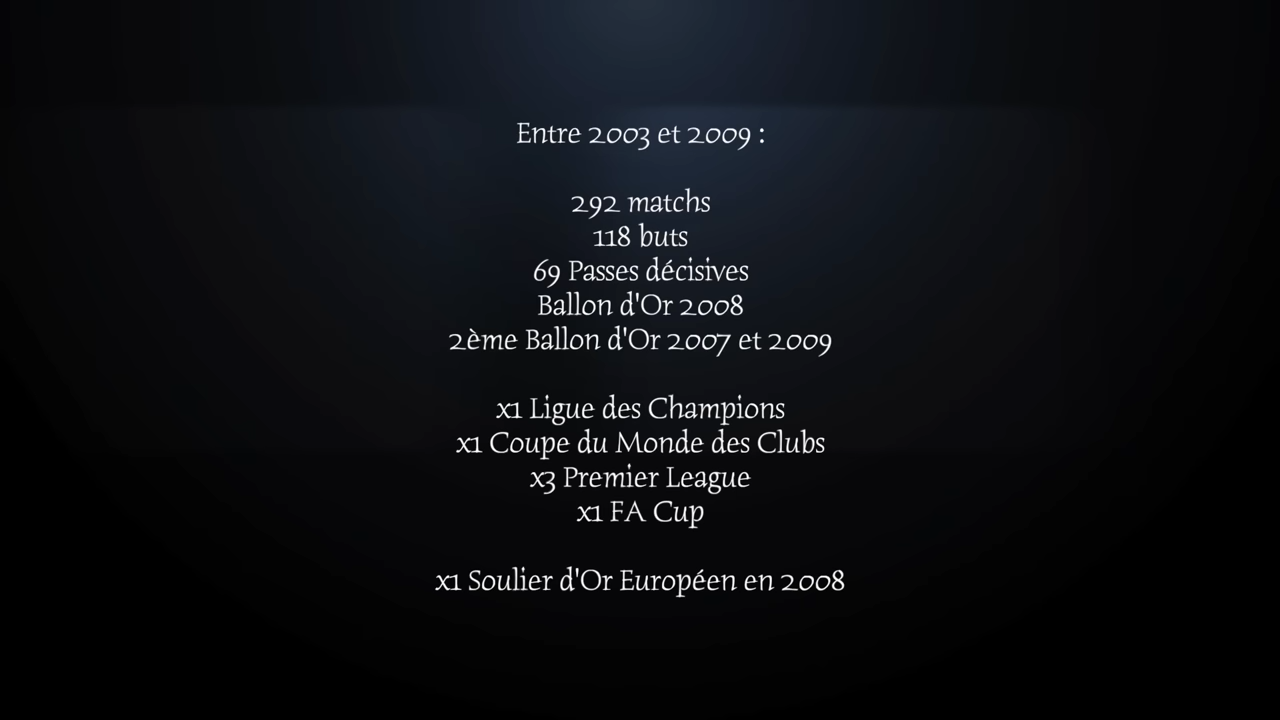 Entre 2003 et 2009 :
292 matchs
118 buts
69 Passes décisives
Ballon d'Or 2008
2ème Ballon d'Or 2007 et 2009
x1 Ligue des Champions
x1 Coupe du Monde des Clubs
x3 Premier League
x1 FA Cup
x1 Soulier d'Or Européen en 2008